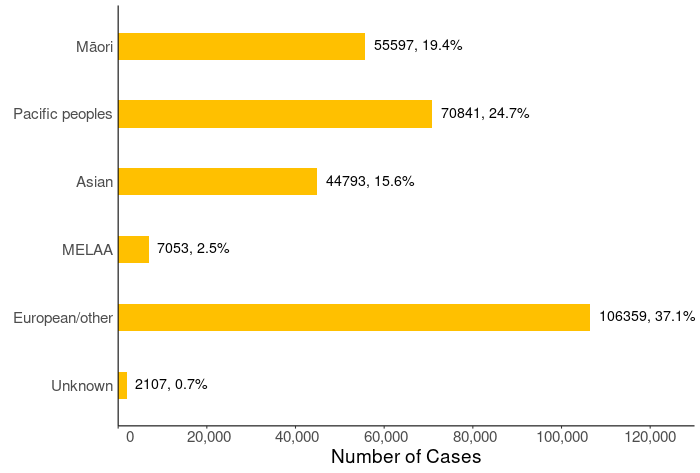 Māori 55597, 19.4%
Pacific peoples 70841, 24.7%
Asian 44793, 15.6%
MELAA 7053, 2.5%
European/other 106359, 37.1%
Unknown 2107, 0.7%
0 20,000 40,000 60,000 80,000 100,000 120,000
Number of Cases